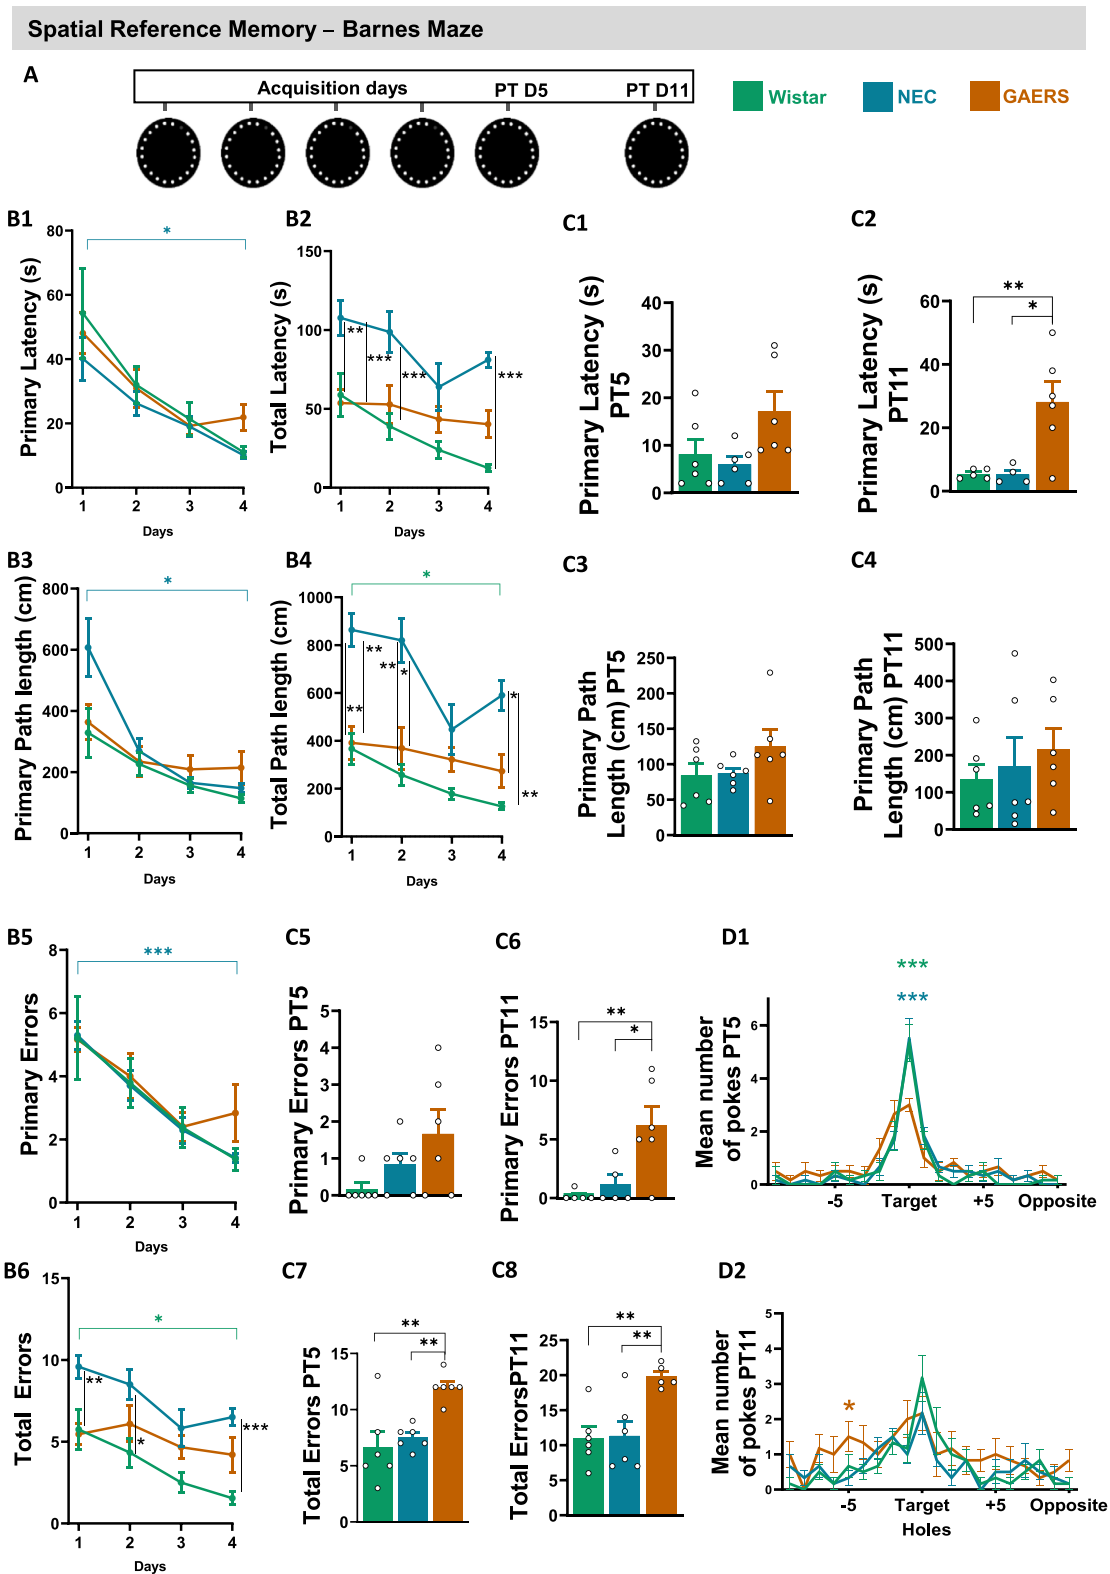 Spatial Reference Memory – Barnes Maze
A
Acquisition days
PT D5
PT D11
Wistar
NEC
GAERS
B1
Primary Latency (s)
80
60
40
20
0
*
1
2
3
4
Days
B2
Total Latency (s)
150
100
50
0
**
***
***
***
1
2
3
4
Days
C1
Primary Latency (s)
PT5
40
30
20
10
0
C2
Primary Latency (s)
PT11
60
40
20
0
**
*
B3
Primary Path length (cm)
800
600
400
200
0
*
1
2
3
4
Days
B4
Total Path length (cm)
1000
800
600
400
200
0
*
**
**
**
*
*
**
1
2
3
4
Days
C3
Primary Path
Length (cm) PT5
250
200
150
100
50
0
C4
Primary Path
Length (cm) PT11
500
400
300
200
100
0
B5
Primary Errors
8
6
4
2
0
***
1
2
3
4
Days
C5
Primary Errors PT5
5
4
3
2
1
0
C6
Primary Errors PT11
15
10
5
0
**
*
D1
Mean number
of pokes PT5
6
4
2
0
***
***
-5
Target
+5
Opposite
B6
Total Errors
15
10
5
0
*
**
*
***
1
2
3
4
Days
C7
Total Errors PT5
15
10
5
0
**
**
C8
Total ErrorsPT11
25
20
15
10
5
0
**
**
D2
Mean number
of pokes PT11
5
4
3
2
1
0
*
-5
Target
+5
Opposite
Holes